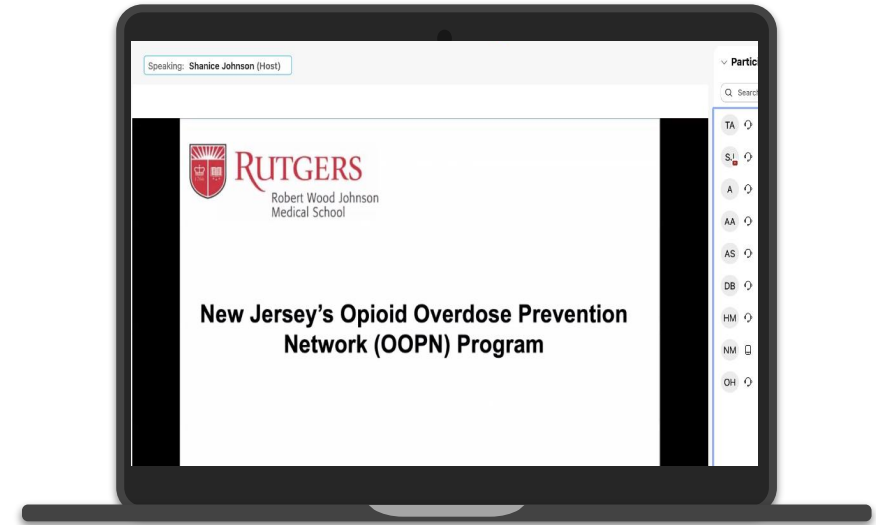 Speaking: Shanice Johnson (Host)
Partic
Search
RUTGERS
Robert Wood Johnson
Medical School
New Jersey’s Opioid Overdose Prevention
Network (OOPN) Program
TA
SJ
A
AA
AS
DB
HM
NM
OH